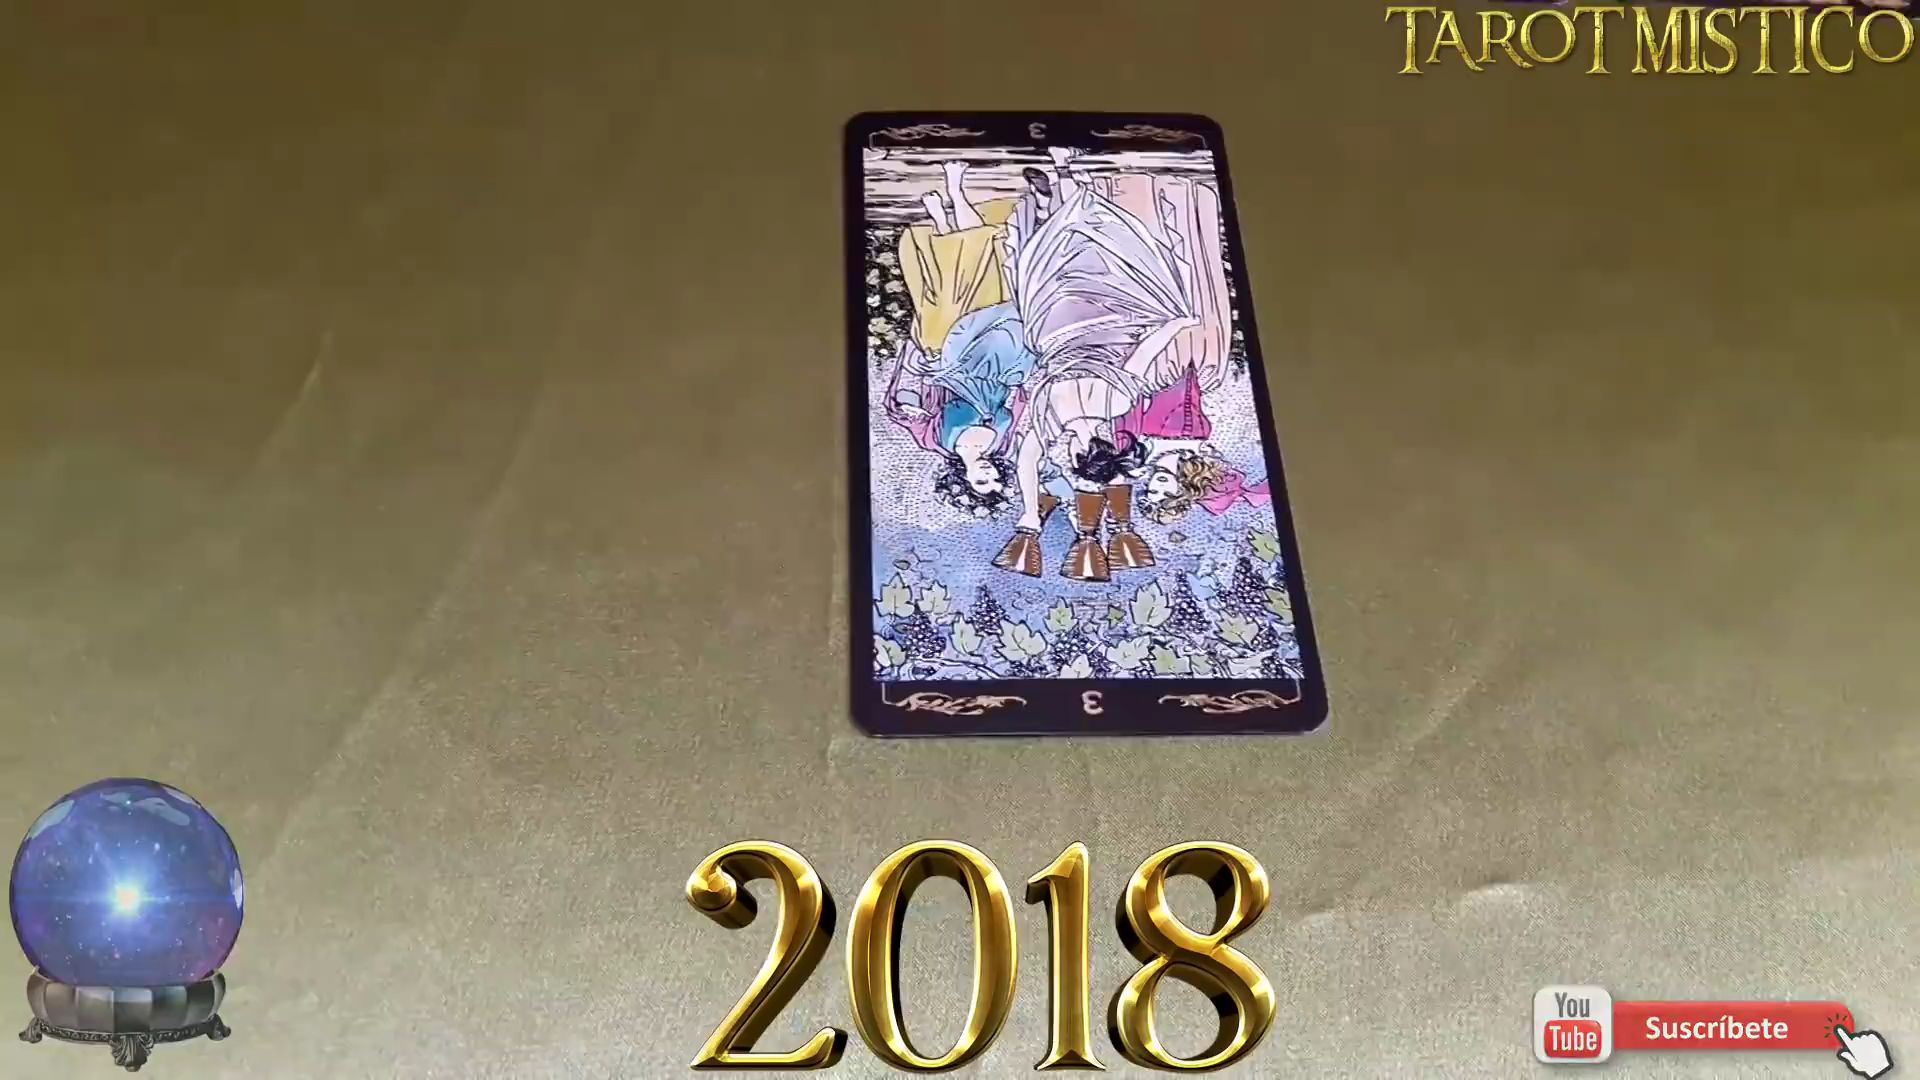 TAROT MISTICO
3
3
2018
You
Tube
Suscríbete